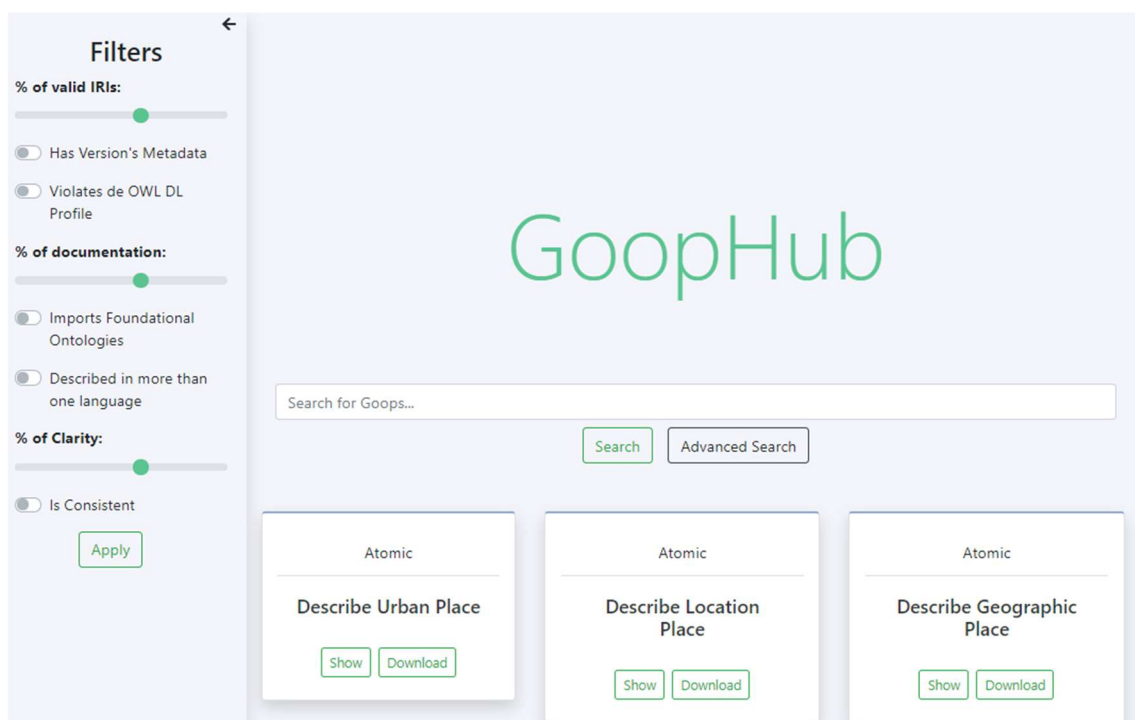 Filters
% of valid IRIs:
Has Version's Metadata
Violates de OWL DL
Profile
% of documentation:
Imports Foundational
Ontologies
Described in more than
one language
% of Clarity:
Is Consistent
Apply
GoopHub
Search for Goops...
Search Advanced Search
Atomic
Describe Urban Place
Show Download
Atomic
Describe Location
Place
Show Download
Atomic
Describe Geographic
Place
Show Download